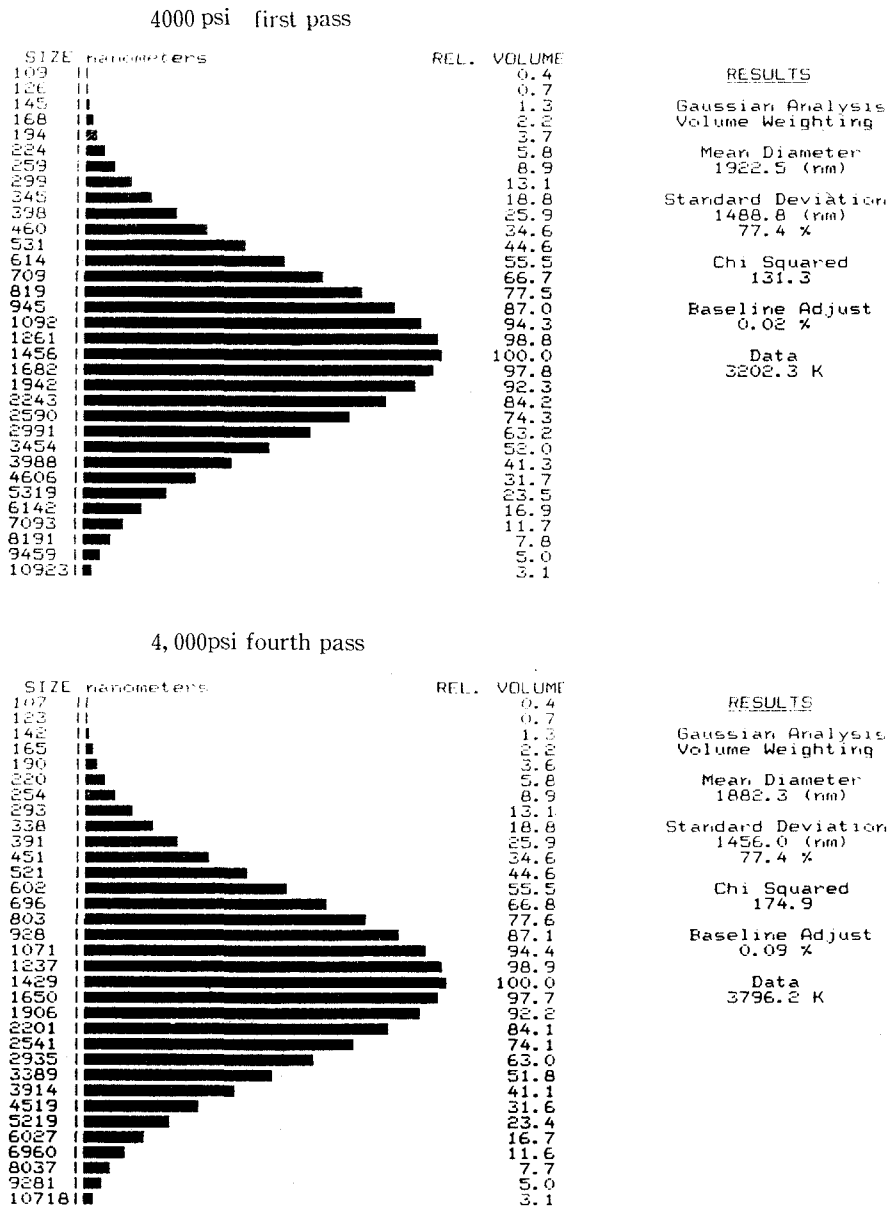 4000 psi first pass
SIZE nanometers REL. VOLUME
109 0.4
126 0.7
145 1.3
168 2.2
194 3.7
224 5.8
259 8.9
299 13.1
345 18.8
398 25.9
460 34.6
531 44.6
614 55.5
709 66.7
819 77.5
945 87.0
1092 94.3
1261 98.8
1456 100.0
1682 97.8
1942 92.3
2243 84.2
2590 74.3
2991 63.2
3454 52.0
3988 41.3
4606 31.7
5319 23.5
6142 16.9
7093 11.7
8191 7.8
9459 5.0
10923 3.1
RESULTS
Gaussian Analysis
Volume Weighting
Mean Diameter
1922.5 (nm)
Standard Deviation
1488.8 (nm)
77.4 %
Chi Squared
131.3
Baseline Adjust
0.02 %
Data
3202.3 K
4,000psi fourth pass
SIZE nanometers REL. VOLUME
107 0.4
123 0.7
142 1.3
165 2.2
190 3.6
220 5.8
254 8.9
293 13.1
338 18.8
391 25.9
451 34.6
521 44.6
602 55.5
696 66.8
803 77.6
928 87.1
1071 94.4
1237 98.9
1429 100.0
1650 97.7
1906 92.2
2201 84.1
2541 74.1
2935 63.0
3389 51.8
3914 41.1
4519 31.6
5219 23.4
6027 16.7
6960 11.6
8037 7.7
9281 5.0
10718 3.1
RESULTS
Gaussian Analysis
Volume Weighting
Mean Diameter
1882.3 (nm)
Standard Deviation
1456.0 (nm)
77.4 %
Chi Squared
174.9
Baseline Adjust
0.09 %
Data
3796.2 K